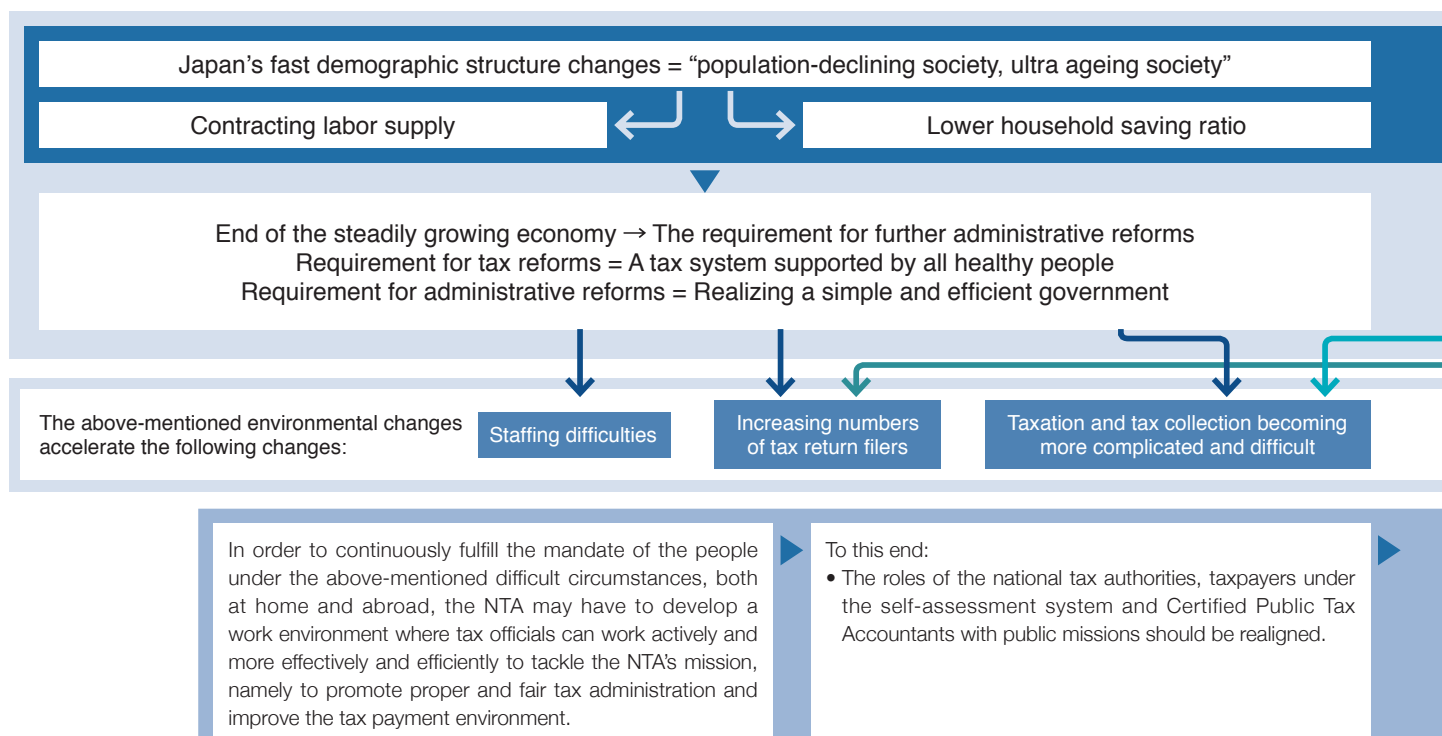 Japan’s fast demographic structure changes = “population-declining society, ultra ageing society”
Contracting labor supply
Lower household saving ratio
End of the steadily growing economy → The requirement for further administrative reforms
Requirement for tax reforms = A tax system supported by all healthy people
Requirement for administrative reforms = Realizing a simple and efficient government
The above-mentioned environmental changes
accelerate the following changes:
Staffing difficulties
Increasing numbers
of tax return filers
Taxation and tax collection becoming
more complicated and difficult
In order to continuously fulfill the mandate of the people
under the above-mentioned difficult circumstances, both
at home and abroad, the NTA may have to develop a
work environment where tax officials can work actively and
more effectively and efficiently to tackle the NTA’s mission,
namely to promote proper and fair tax administration and
improve the tax payment environment.
To this end:
• The roles of the national tax authorities, taxpayers under
the self-assessment system and Certified Public Tax
Accountants with public missions should be realigned.